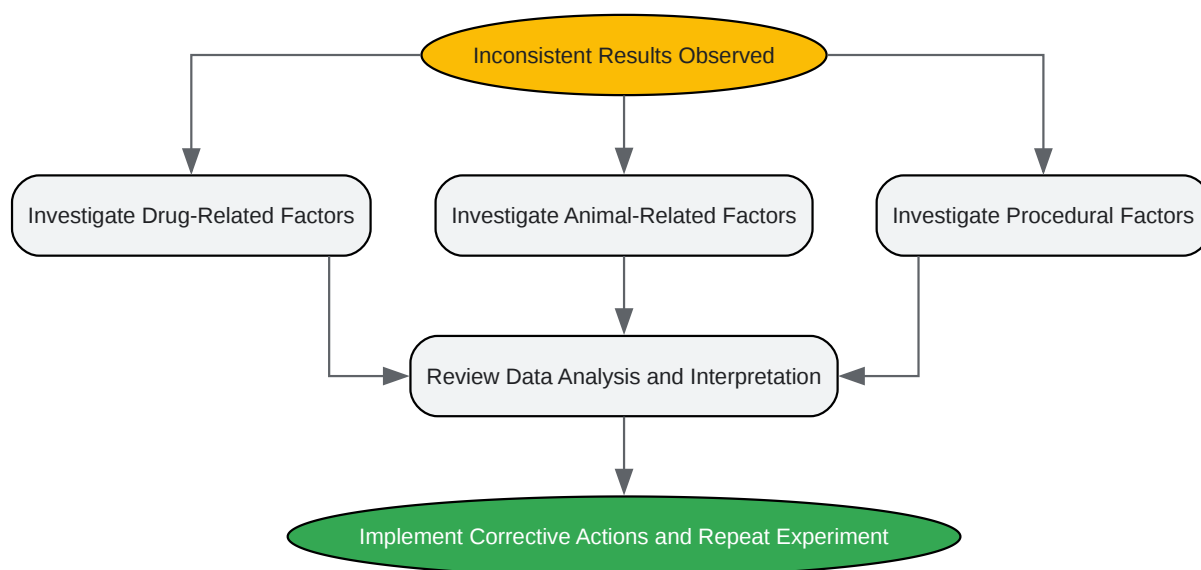 Inconsistent Results Observed
Investigate Drug-Related Factors
Investigate Animal-Related Factors
Investigate Procedural Factors
Review Data Analysis and Interpretation
Implement Corrective Actions and Repeat Experiment